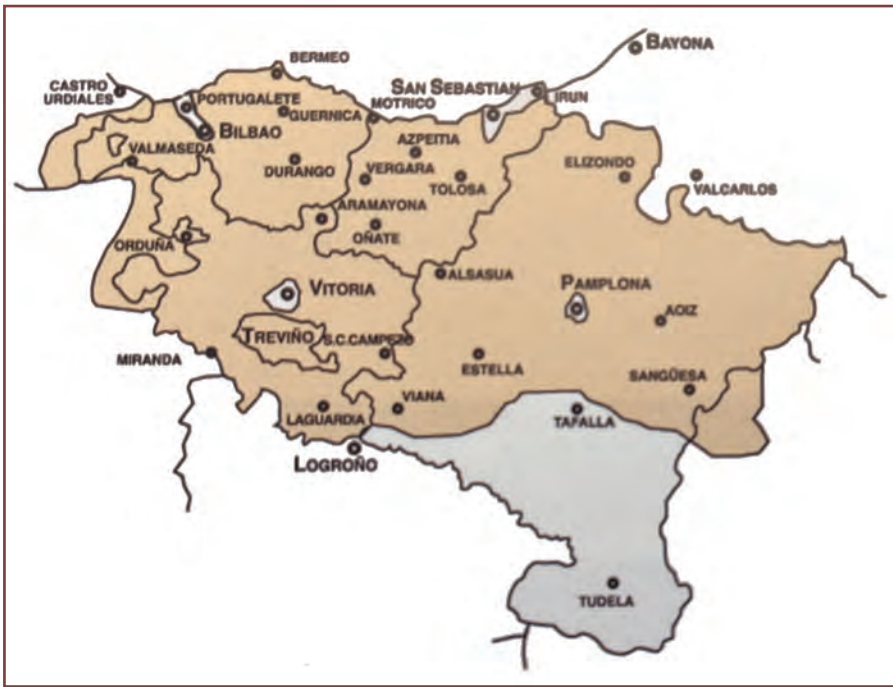 BAYONA
BERMEO
CASTRO
URDIALES
SAN SEBASTIAN
IRUN
PORTUGALETE
GUERNICA
MOTRICO
BILBAO
AZPEITIA
VALMASEDA
DURANGO
VERGARA
TOLOSA
ELIZONDO
VALCARLOS
ARAMAYONA
OÑATE
ORDUÑA
ALSASUA
VITORIA
PAMPLONA
AOIZ
TREVIÑO
S.C.CAMPEZO
MIRANDA
ESTELLA
SANGÜESA
LAGUARDIA
VIANA
TAFALLA
LOGROÑO
TUDELA